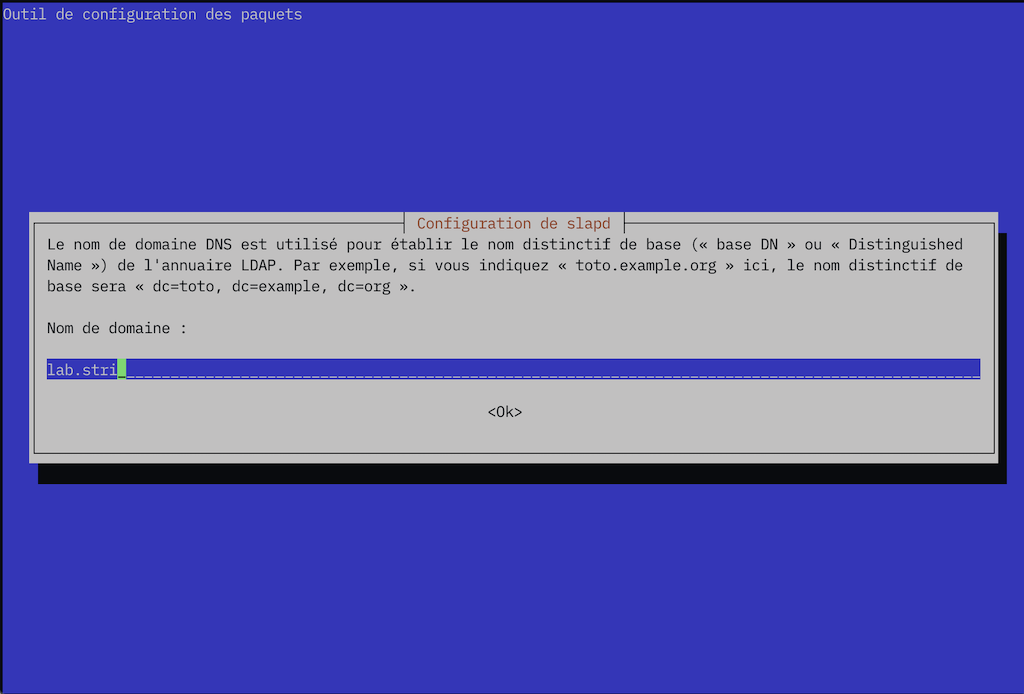 Outil de configuration des paquets
Configuration de slapd
Le nom de domaine DNS est utilisé pour établir le nom distinctif de base (« base DN » ou « Distinguished
Name ») de l'annuaire LDAP. Par exemple, si vous indiquez « toto.example.org » ici, le nom distinctif de
base sera « dc=toto, dc=example, dc=org ».
Nom de domaine :
lab.stri
<Ok>